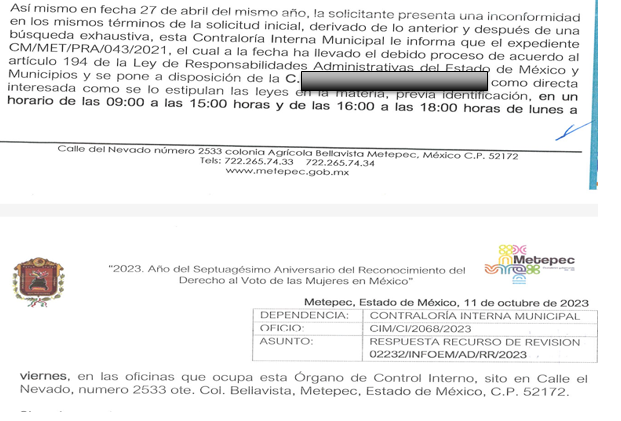 Así mismo en fecha 27 de abril del mismo año, la solicitante presenta una inconformidad
en los mismos términos de la solicitud inicial, derivado de lo anterior y después de una
búsqueda exhaustiva, esta Contraloría Interna Municipal le informa que el expediente
CM/MET/PRA/043/2021, el cual a la fecha ha llevado el debido proceso de acuerdo al
artículo 194 de la Ley de Responsabilidades Administrativas del Estado de México y
Municipios y se pone a disposición de la C. como directa
interesada como se lo estipulan las leyes en la materia, previa identificación, en un
horario de las 09:00 a las 15:00 horas y de las 16:00 a las 18:00 horas de lunes a
Calle del Nevado número 2533 colonia Agrícola Bellavista Metepec, México C.P. 52172
Tels: 722.265.74.33 722.265.74.34
www.metepec.gob.mx
Metepec
"2023. Año del Septuagésimo Aniversario del Reconocimiento del
Derecho al Voto de las Mujeres en México"
Metepec, Estado de México, 11 de octubre de 2023
DEPENDENCIA: CONTRALORÍA INTERNA MUNICIPAL
OFICIO: CIM/CI/2068/2023
ASUNTO: RESPUESTA RECURSO DE REVISION
02232/INFOEM/AD/RR/2023
viernes, en las oficinas que ocupa esta Órgano de Control Interno, sito en Calle el
Nevado, numero 2533 ote. Col. Bellavista, Metepec, Estado de México, C.P. 52172.